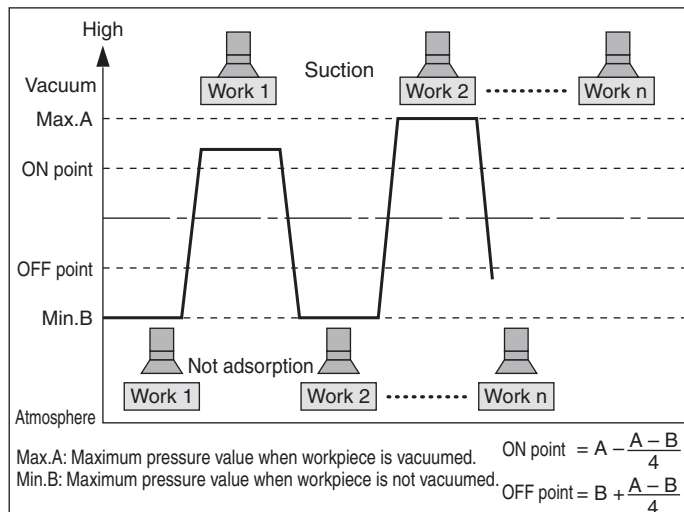 High
Vacuum
Suction
Work 1
Work 2
Work n
Max.A
ON point
OFF point
Min.B
Not adsorption
Work 1
Work 2
Work n
Atmosphere
Max.A: Maximum pressure value when workpiece is vacuumed.
Min.B: Maximum pressure value when workpiece is not vacuumed.
ON point = A − (A − B)/4
OFF point = B + (A − B)/4